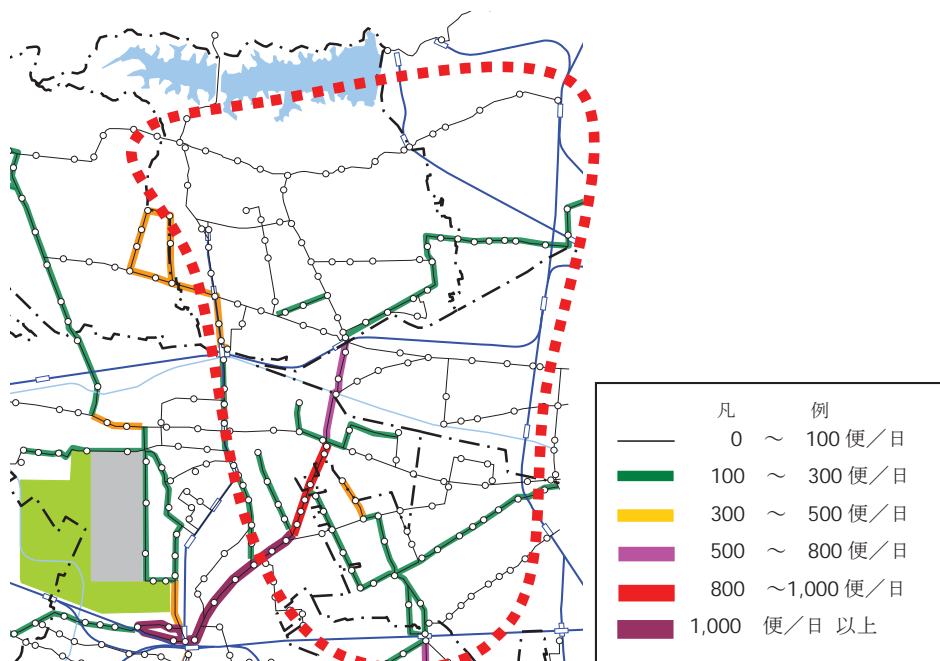 凡 例
0 ～ 100 便／日
100 ～ 300 便／日
300 ～ 500 便／日
500 ～ 800 便／日
800 ～1,000 便／日
1,000 便／日 以上